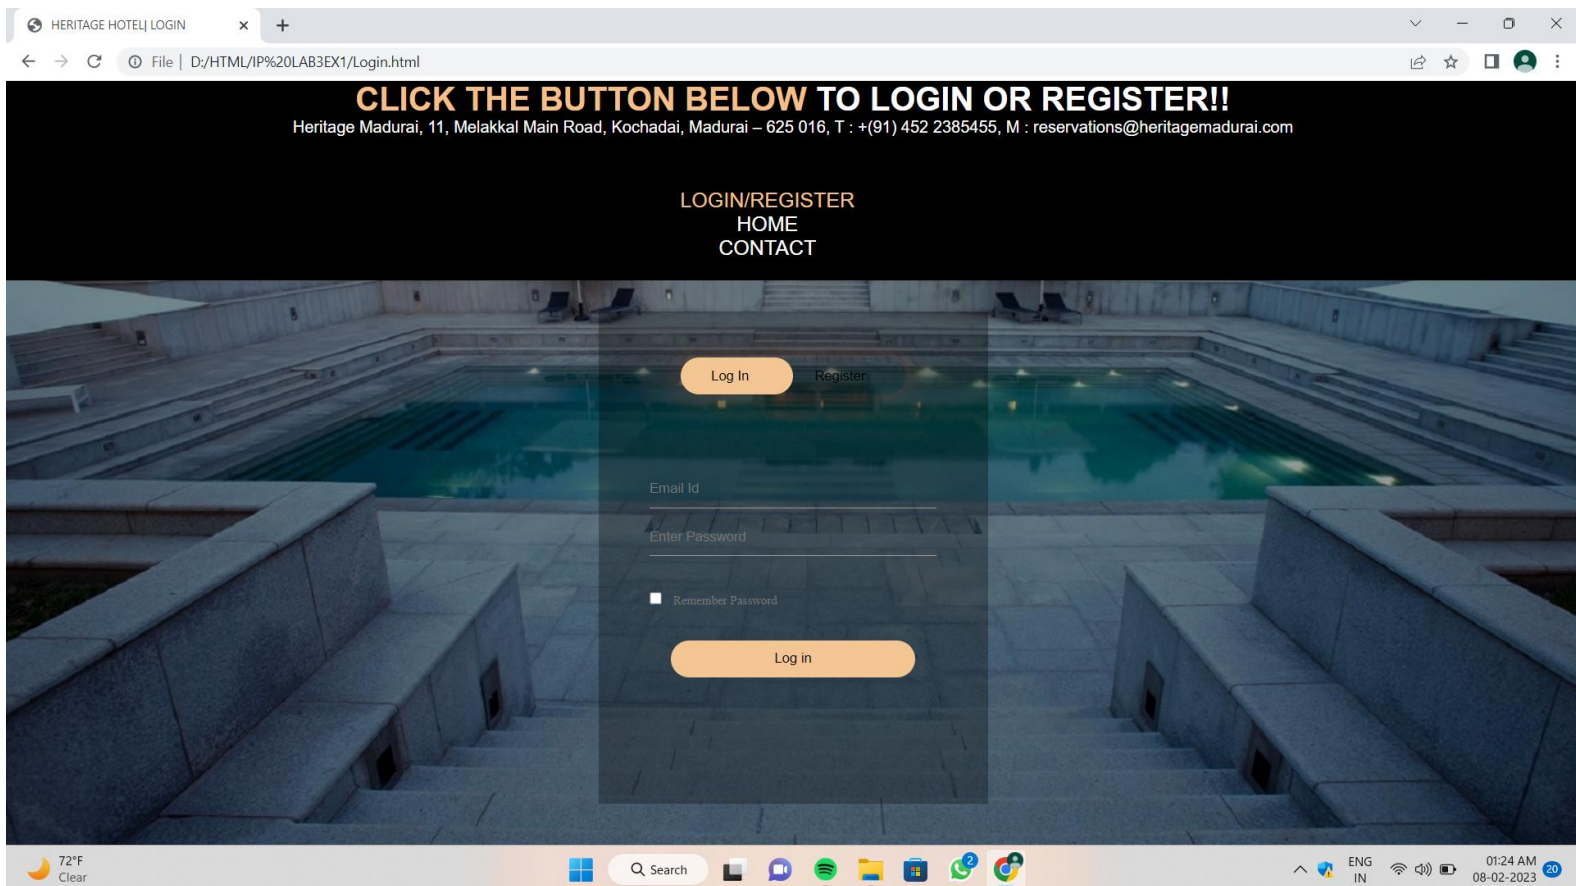 HERITAGE HOTEL| LOGIN
File | D:/HTML/IP%20LAB3EX1/Login.html
CLICK THE BUTTON BELOW TO LOGIN OR REGISTER!!
Heritage Madurai, 11, Melakkal Main Road, Kochadai, Madurai – 625 016, T : +(91) 452 2385455, M : reservations@heritagemadurai.com
LOGIN/REGISTER
HOME
CONTACT
Log In Register
Email Id
Enter Password
Remember Password
Log in
72°F
Clear
Search
2
ENG
IN
01:24 AM
08-02-2023
20